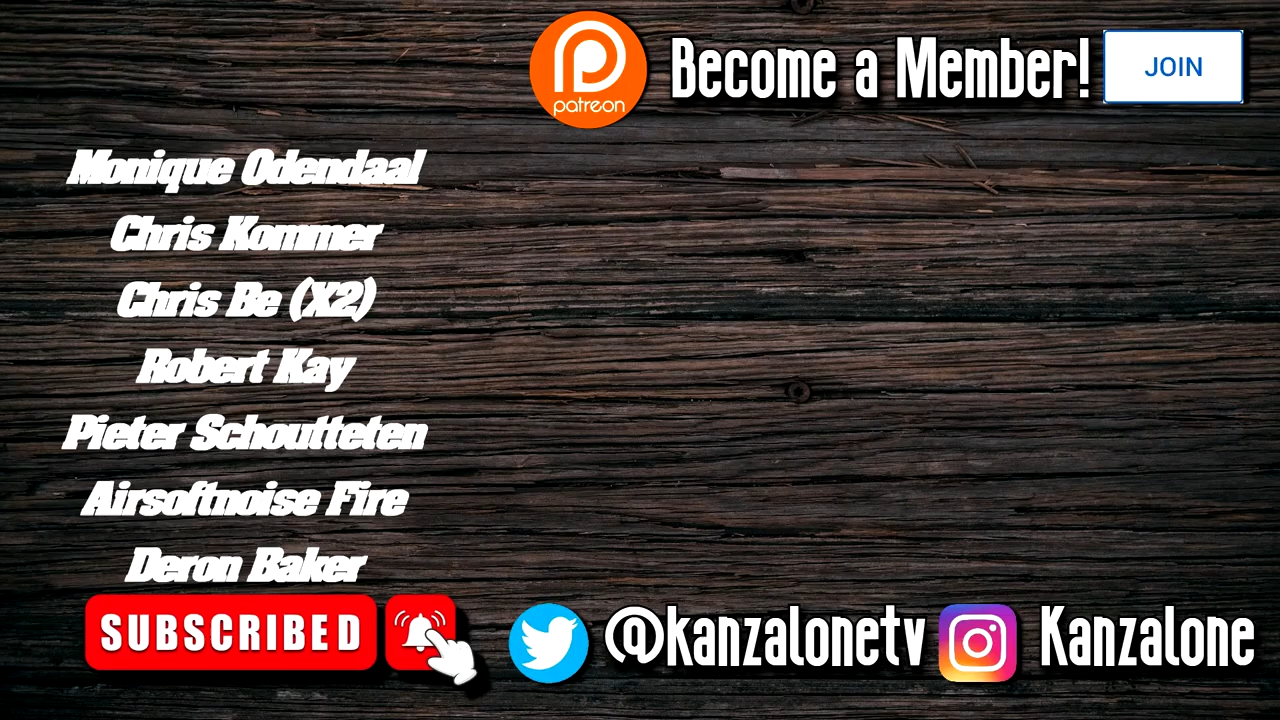 patreon
Become a Member!
JOIN
Monique Odendaal
Chris Kommer
Chris Be (X2)
Robert Kay
Pieter Schoutteten
Airsoftnoise Fire
Deron Baker
SUBSCRIBED
@kanzalonetv
Kanzalone